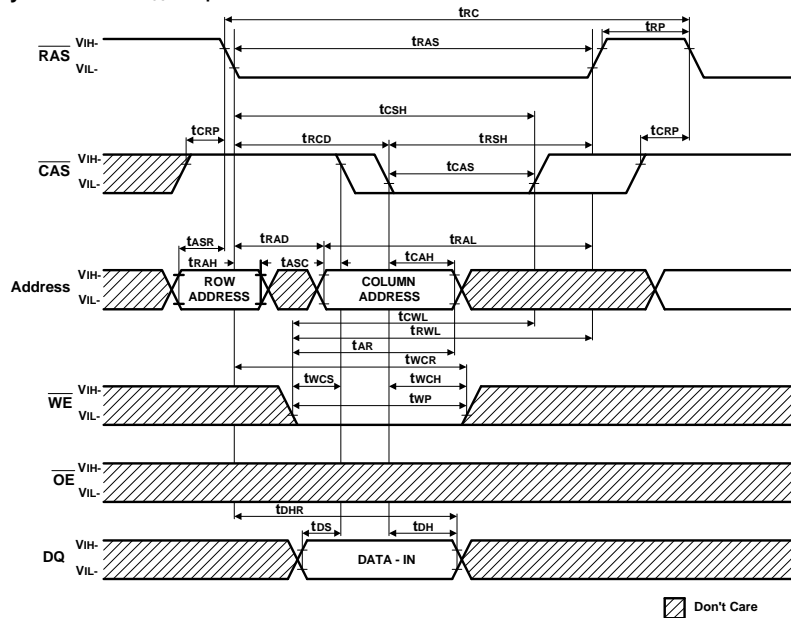 tRC
tRP
RAS VIH-
VIL-
tRAS
tCSH
tCRP
tRCD
tRSH
tCRP
CAS VIH-
VIL-
tCAS
tASR
tRAD
tRAL
tRAH
tASC
tCAH
Address VIH-
VIL-
ROW
ADDRESS
COLUMN
ADDRESS
tCWL
tRWL
tAR
tWCR
tWCS
tWCH
WE VIH-
VIL-
tWP
OE VIH-
VIL-
tDHR
tDS
tDH
DQ VIH-
VIL-
DATA - IN
Don't Care